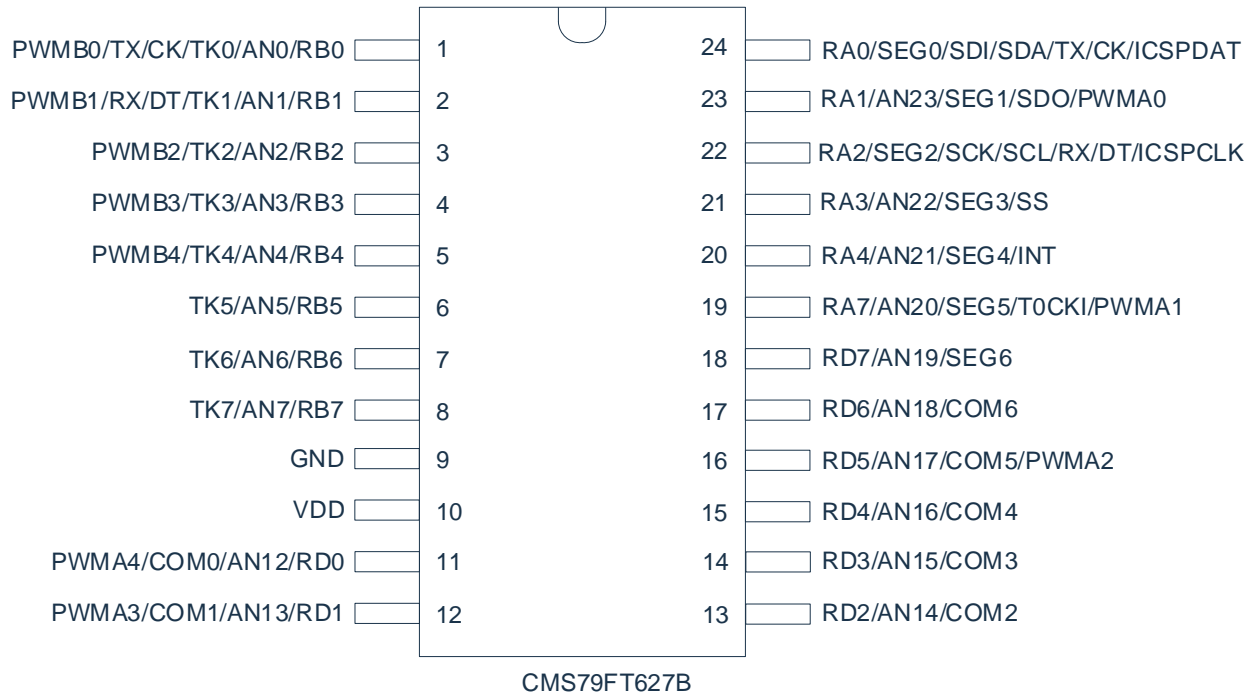 PWMB0/TX/CK/TK0/AN0/RB0 1 24 RA0/SEG0/SDI/SDA/TX/CK/ICSPDAT
PWMB1/RX/DT/TK1/AN1/RB1 2 23 RA1/AN23/SEG1/SDO/PWMA0
PWMB2/TK2/AN2/RB2 3 22 RA2/SEG2/SCK/SCL/RX/DT/ICSPCLK
PWMB3/TK3/AN3/RB3 4 21 RA3/AN22/SEG3/SS
PWMB4/TK4/AN4/RB4 5 20 RA4/AN21/SEG4/INT
TK5/AN5/RB5 6 19 RA7/AN20/SEG5/T0CKI/PWMA1
TK6/AN6/RB6 7 18 RD7/AN19/SEG6
TK7/AN7/RB7 8 17 RD6/AN18/COM6
GND 9 16 RD5/AN17/COM5/PWMA2
VDD 10 15 RD4/AN16/COM4
PWMA4/COM0/AN12/RD0 11 14 RD3/AN15/COM3
PWMA3/COM1/AN13/RD1 12 13 RD2/AN14/COM2
CMS79FT627B